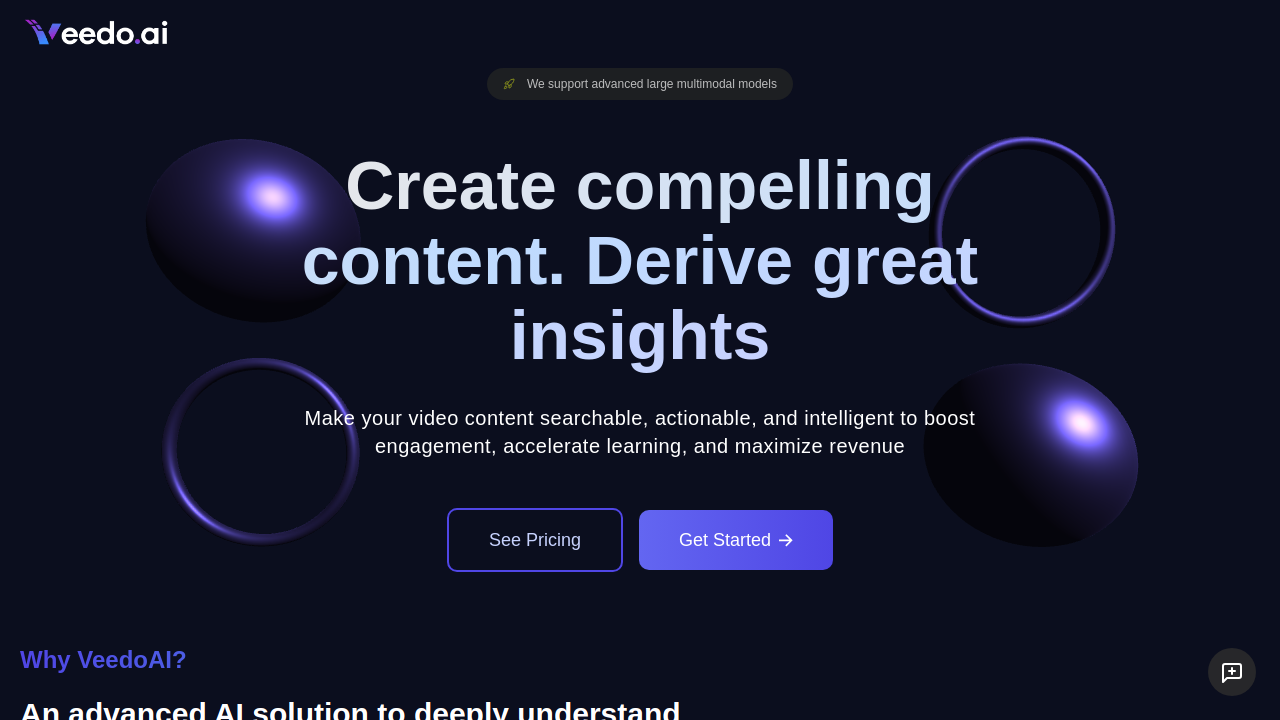 Veedo.ai
We support advanced large multimodal models
Create compelling
content. Derive great
insights
Make your video content searchable, actionable, and intelligent to boost
engagement, accelerate learning, and maximize revenue
See Pricing
Get Started →
Why VeedoAI?
An advanced AI solution to deeply understand